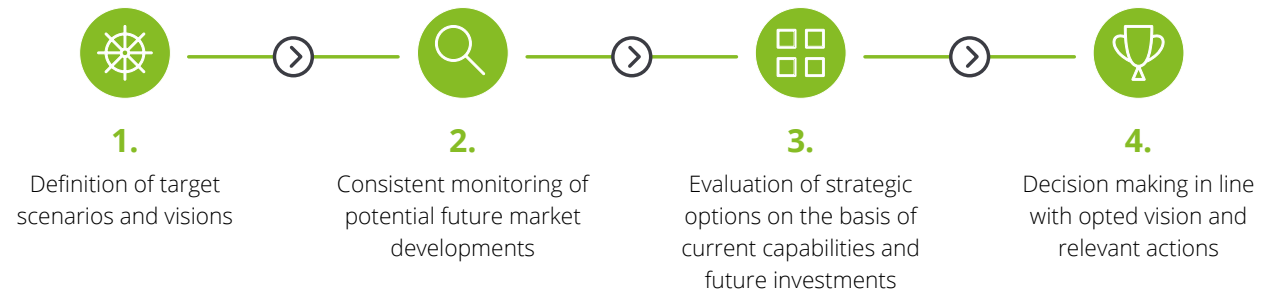 1.
Definition of target
scenarios and visions
2.
Consistent monitoring of
potential future market
developments
3.
Evaluation of strategic
options on the basis of
current capabilities and
future investments
4.
Decision making in line
with opted vision and
relevant actions